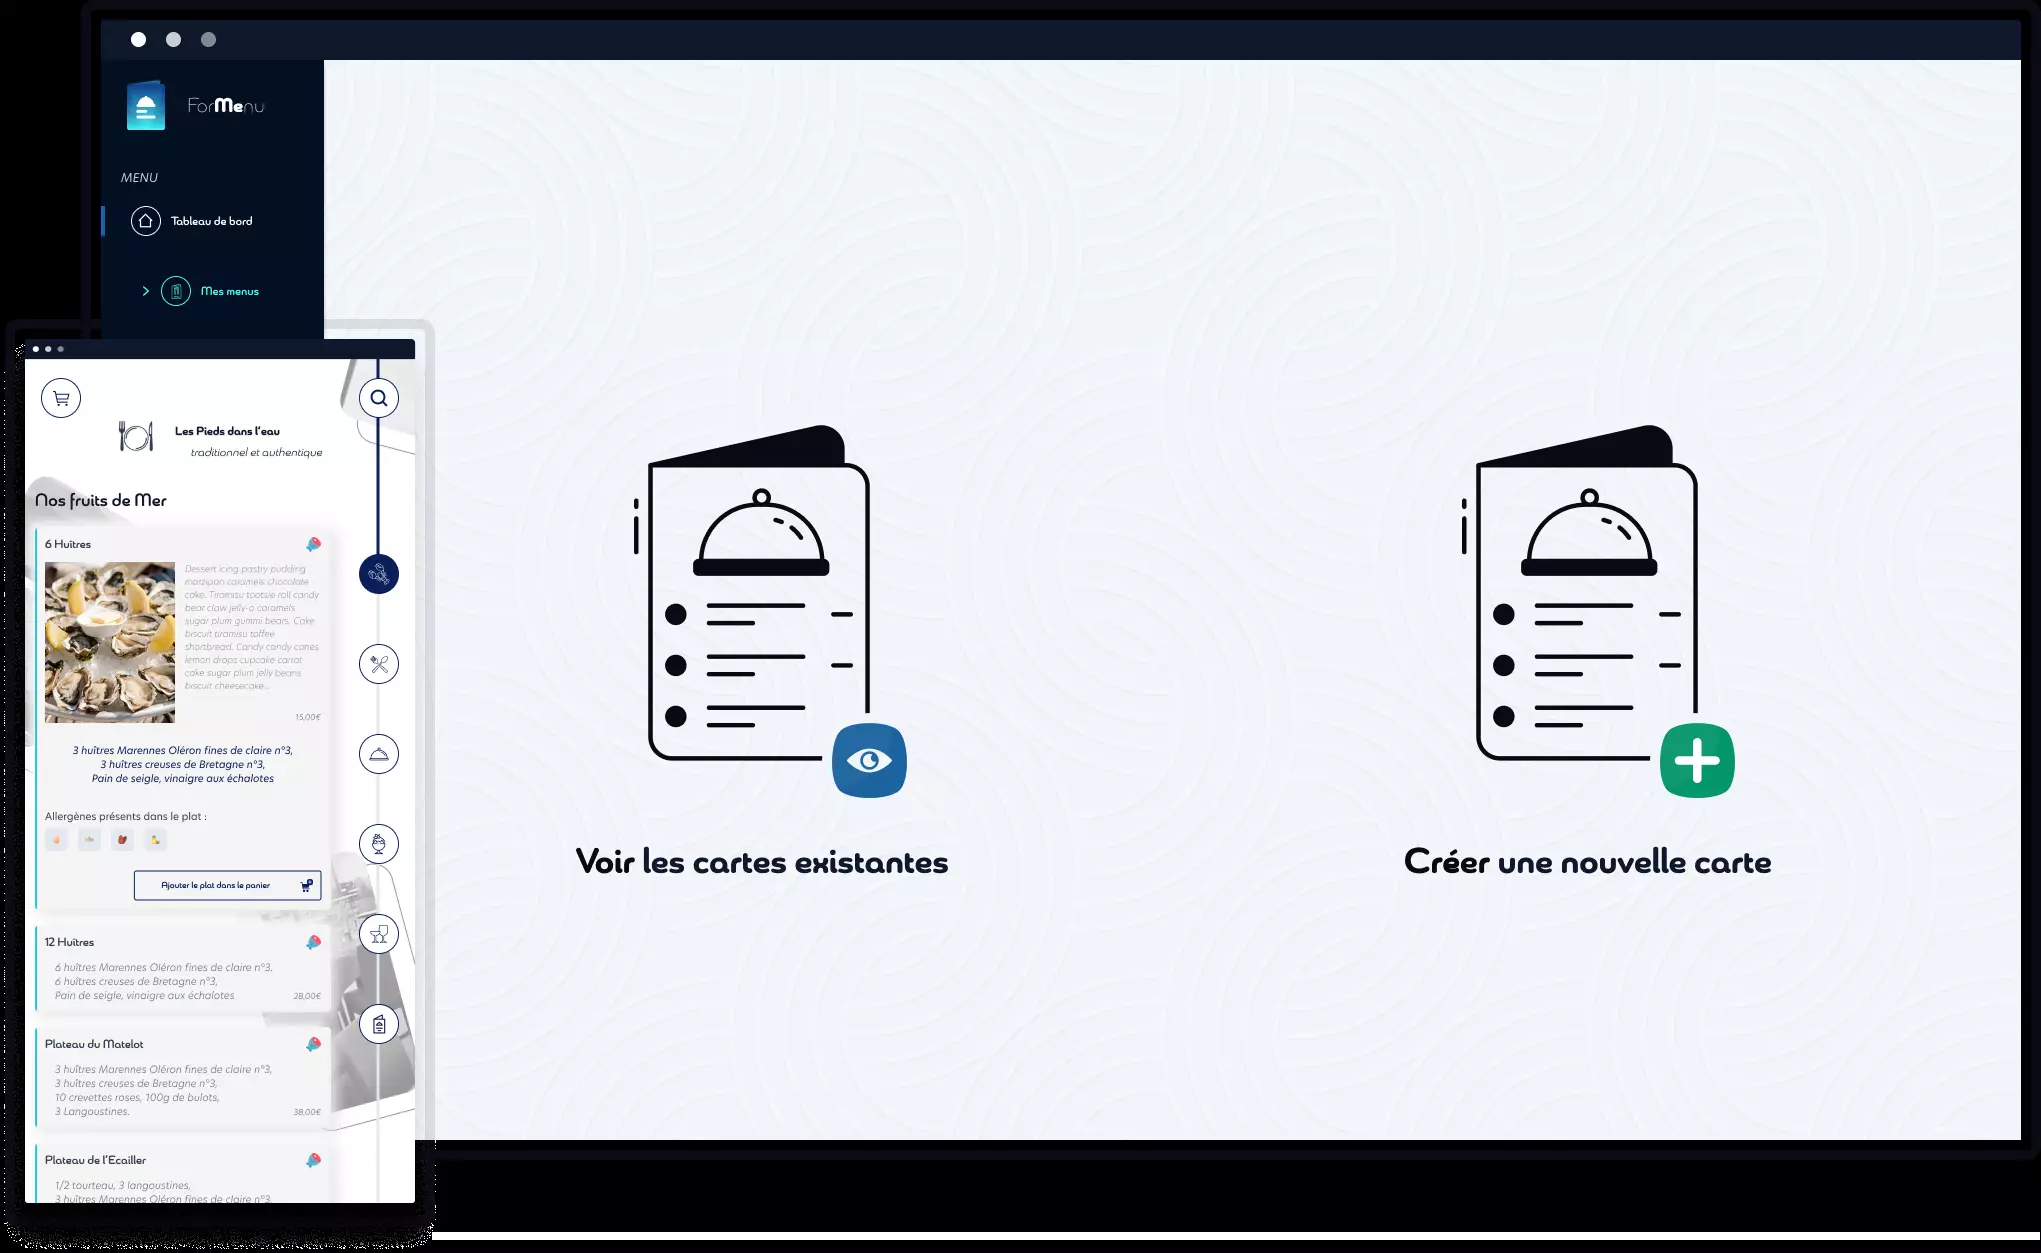 ForMenu
MENU
Tableau de bord
Mes menus
Voir les cartes existantes
Créer une nouvelle carte
Les Pieds dans l'eau
traditionnel et authentique
Nos fruits de Mer
6 Huîtres
Dessert icing pastry pudding
marzipan caramels chocolate
cake. Tiramisu tootsie roll candy
bear claw jelly-o caramels
sugar plum gummi bears. Cake
biscuit tiramisu toffee
shortbread. Candy candy canes
lemon drops cupcake carrot
cake sugar plum jelly beans
biscuit cheesecake...
15,00€
3 huîtres Marennes Oléron fines de claire n°3,
3 huîtres creuses de Bretagne n°3,
Pain de seigle, vinaigre aux échalotes
Allergènes présents dans le plat :
Ajouter le plat dans le panier
12 Huîtres
6 huîtres Marennes Oléron fines de claire n°3,
6 huîtres creuses de Bretagne n°3,
Pain de seigle, vinaigre aux échalotes
28,00€
Plateau du Matelot
3 huîtres Marennes Oléron fines de claire n°3,
3 huîtres creuses de Bretagne n°3,
10 crevettes roses, 100g de bulots,
3 Langoustines.
38,00€
Plateau de l'Ecailler
1/2 tourteau, 3 langoustines,
3 huîtres Marennes Oléron fines de claire n°3,